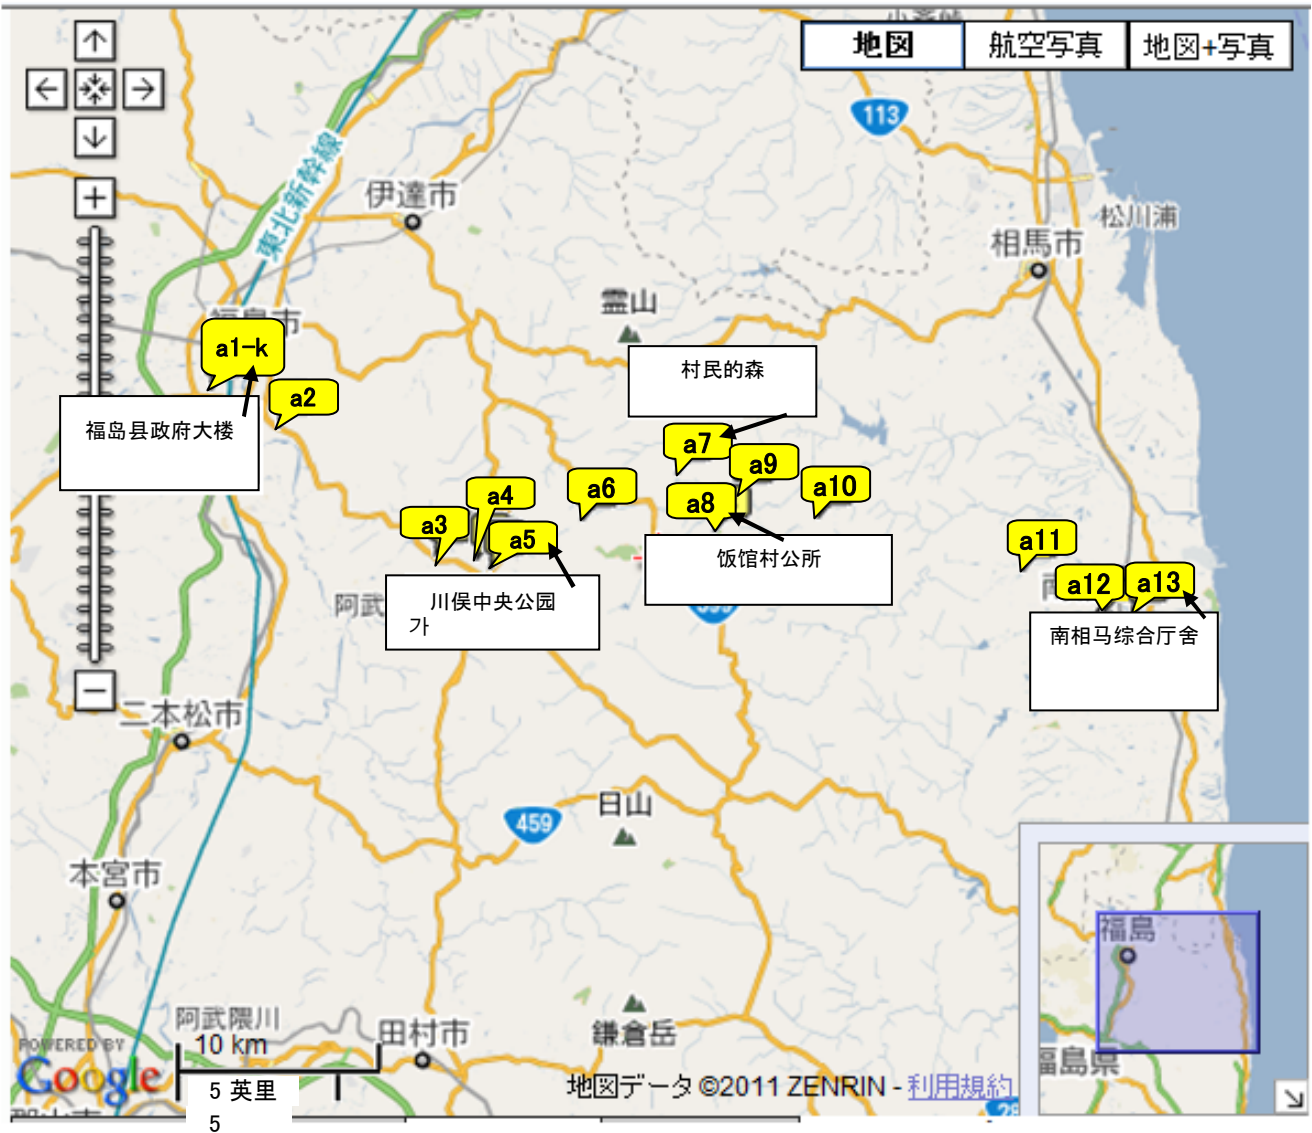 地図
航空写真
地図+写真
113
東北新幹線
伊達市
松川浦
相馬市
霊山
a1-k
村民的森
a2
福岛县政府大楼
a7
a9
a6
a10
a4
a8
a3
a5
a11
饭馆村公所
a12
a13
川俣中央公园
가
阿武
南相马综合厅舍
二本松市
日山
459
本宮市
福島
阿武隈川
10 km
田村市
鎌倉岳
福島県
POWERED BY
Google
5 英里
地図データ ©2011 ZENRIN - 利用規約
5